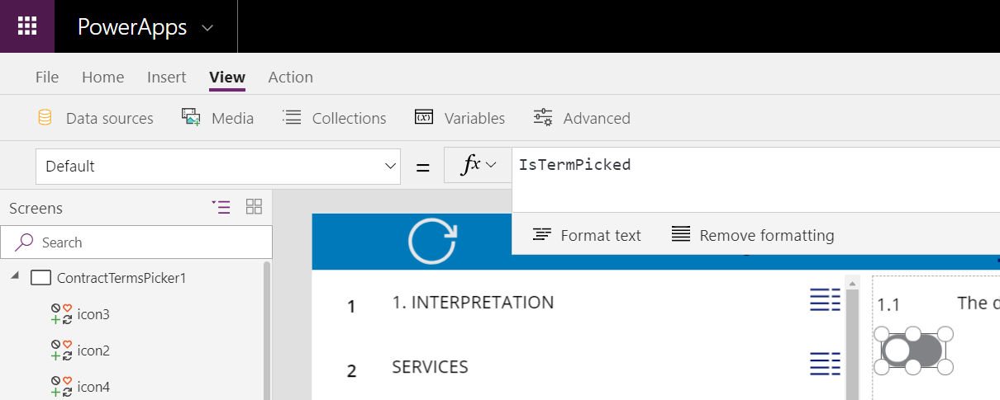 PowerApps
File Home Insert View Action
Data sources Media Collections (x) Variables Advanced
Default = fx IsTermPicked
Format text Remove formatting
Screens
Search
ContractTermsPicker1
icon3
icon2
icon4
1 1. INTERPRETATION
2 SERVICES
1.1 The d